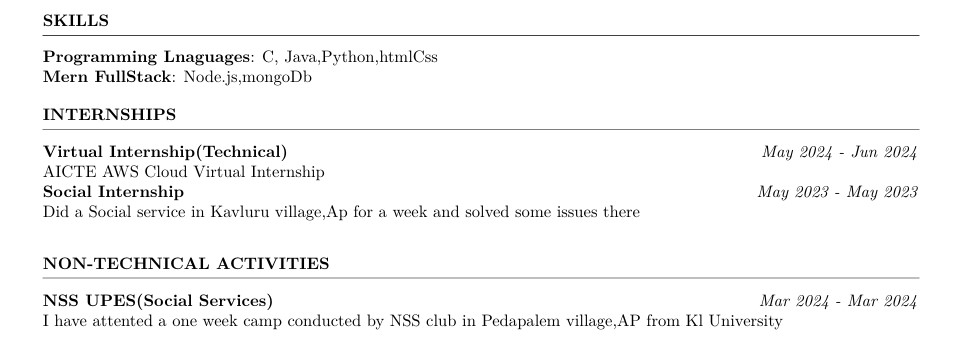 SKILLS
Programming Lnaguages: C, Java,Python,htmlCss
Mern FullStack: Node.js,mongoDb
INTERNSHIPS
Virtual Internship(Technical) May 2024 - Jun 2024
AICTE AWS Cloud Virtual Internship
Social Internship May 2023 - May 2023
Did a Social service in Kavluru village,Ap for a week and solved some issues there
NON-TECHNICAL ACTIVITIES
NSS UPES(Social Services) Mar 2024 - Mar 2024
I have attented a one week camp conducted by NSS club in Pedapalem village,AP from Kl University